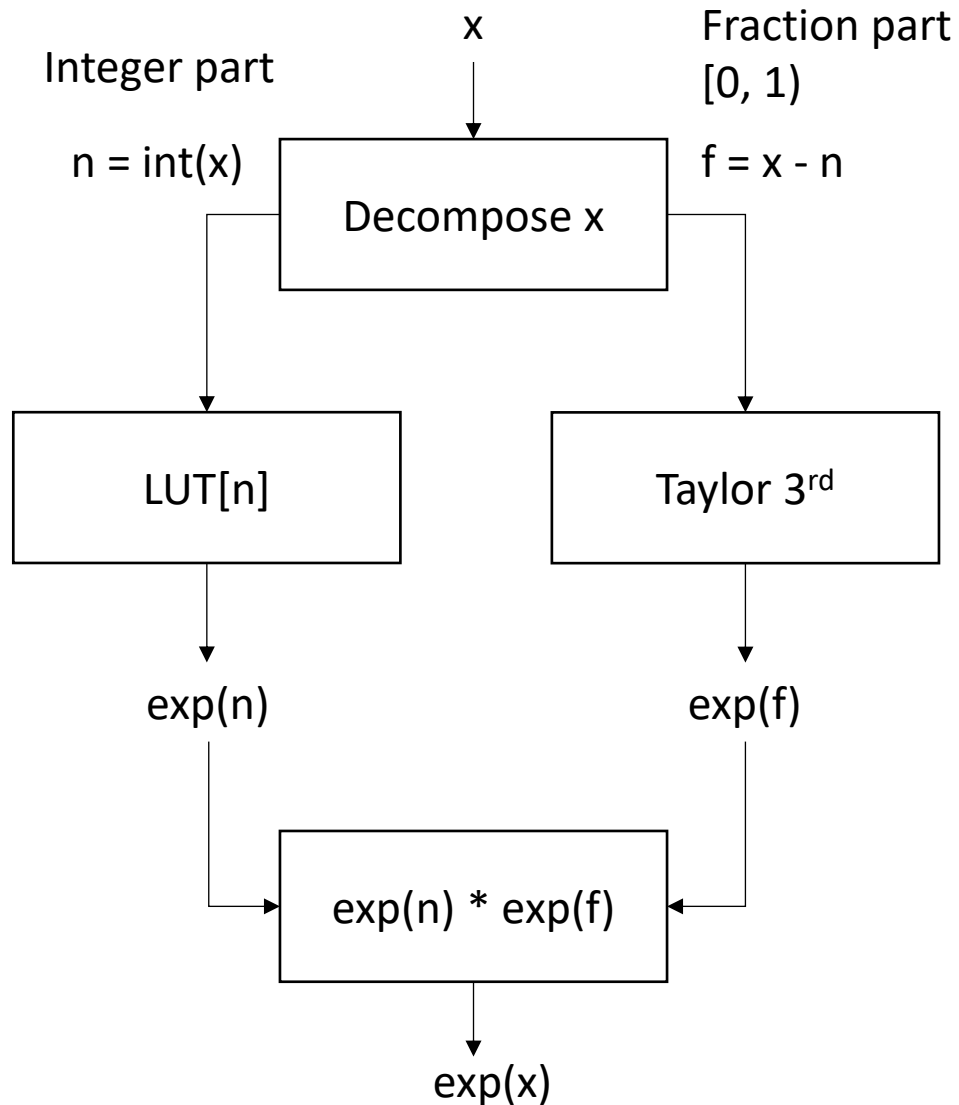 x
Integer part
Fraction part
[0, 1)
n = int(x)
f = x - n
Decompose x
LUT[n]
Taylor 3rd
exp(n)
exp(f)
exp(n) * exp(f)
exp(x)